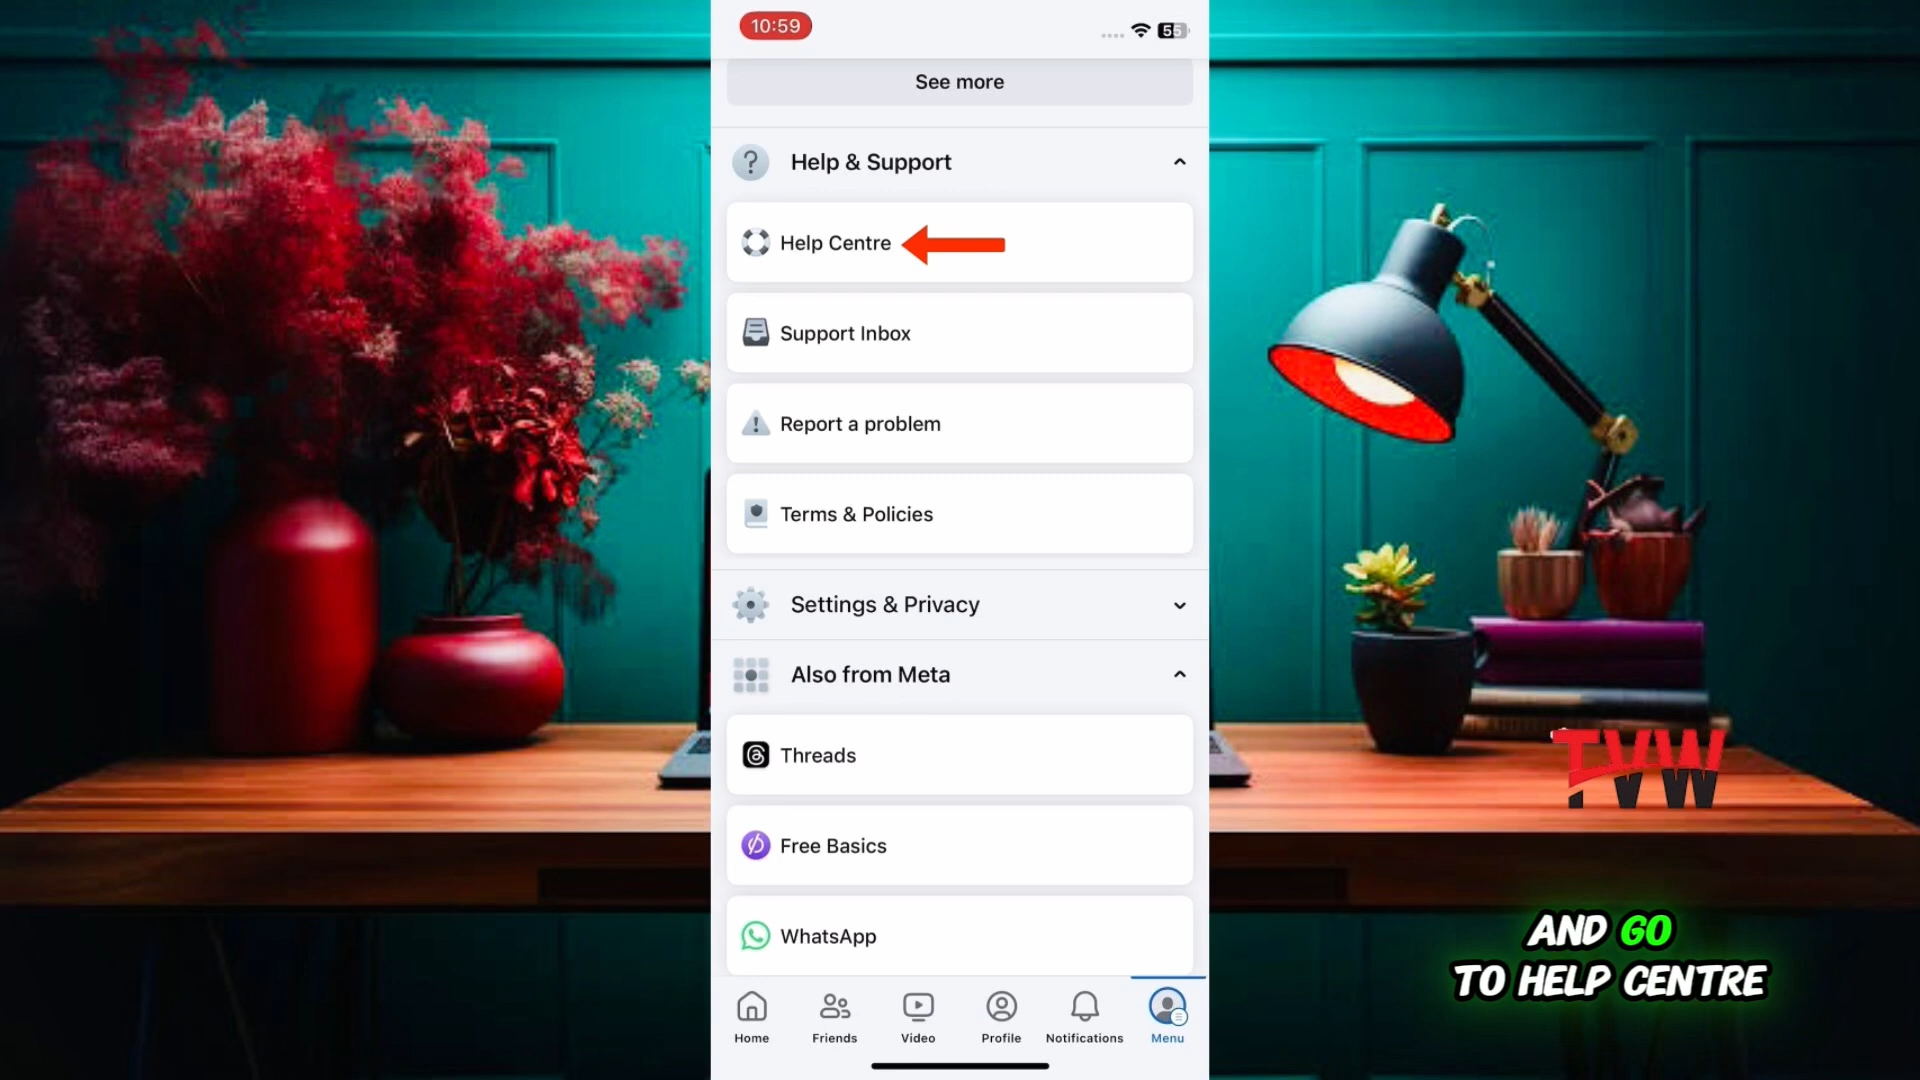 10:59
55
See more
Help & Support
Help Centre
Support Inbox
Report a problem
Terms & Policies
Settings & Privacy
Also from Meta
Threads
Free Basics
WhatsApp
Home
Friends
Video
Profile
Notifications
Menu
TVW
AND GO
TO HELP CENTRE